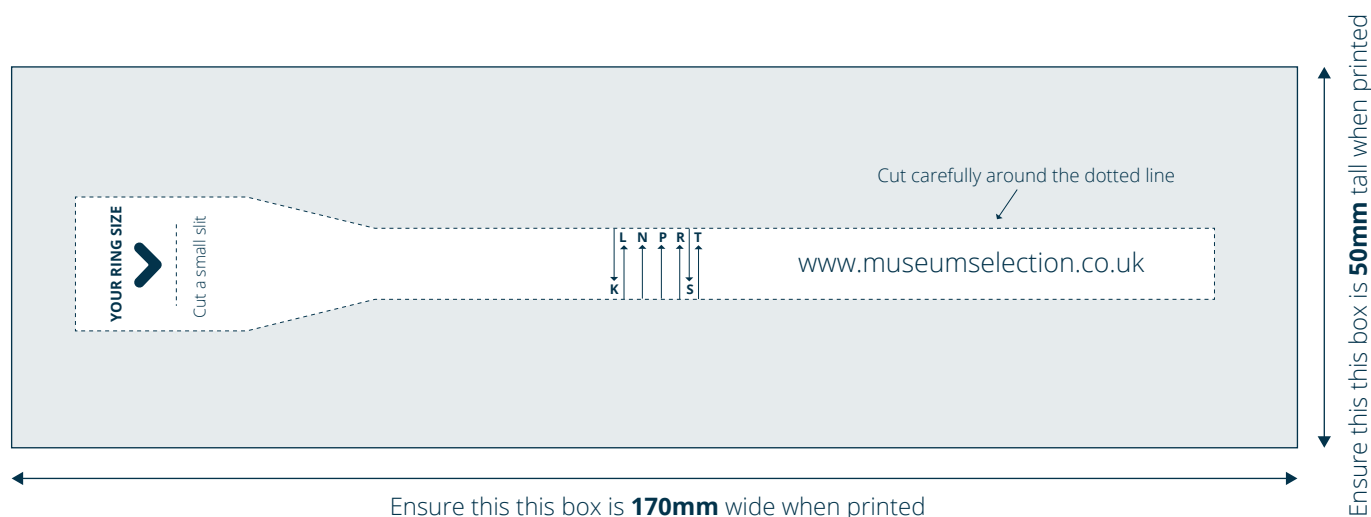 Cut carefully around the dotted line
YOUR RING SIZE
Cut a small slit
L N P R T
K S
www.museumselection.co.uk
Ensure this this box is 170mm wide when printed
Ensure this this box is 50mm tall when printed